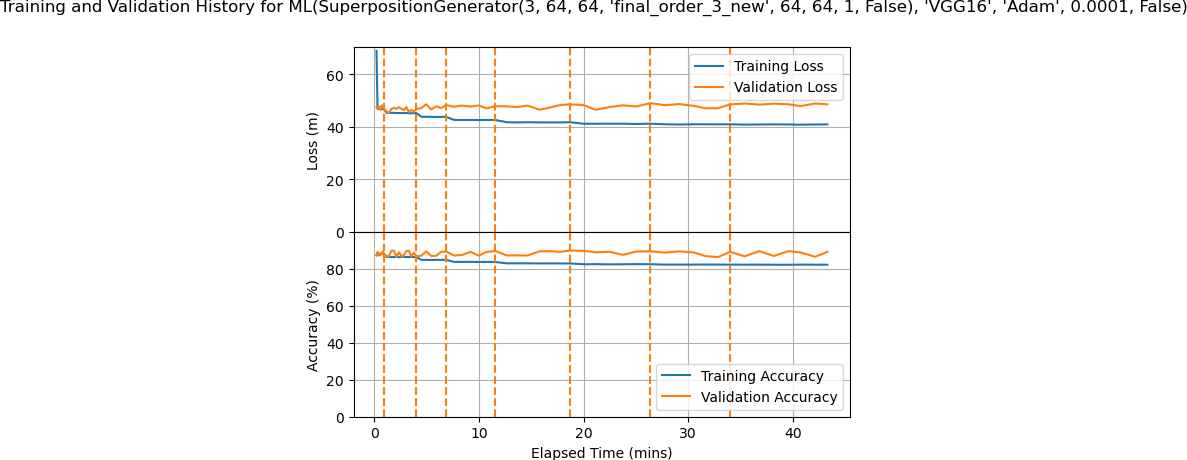 Training and Validation History for ML(SuperpositionGenerator(3, 64, 64, 'final_order_3_new', 64, 64, 1, False), 'VGG16', 'Adam', 0.0001, False)
Training Loss
Validation Loss
60
40
20
0
Loss (m)
80
60
40
20
0
Accuracy (%)
Training Accuracy
Validation Accuracy
0 10 20 30 40
Elapsed Time (mins)